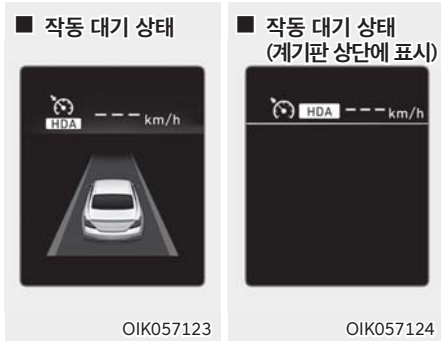 ■ 작동 대기 상태
HDA
--- km/h
OIK057123
■ 작동 대기 상태
(계기판 상단에 표시)
HDA --- km/h
OIK057124